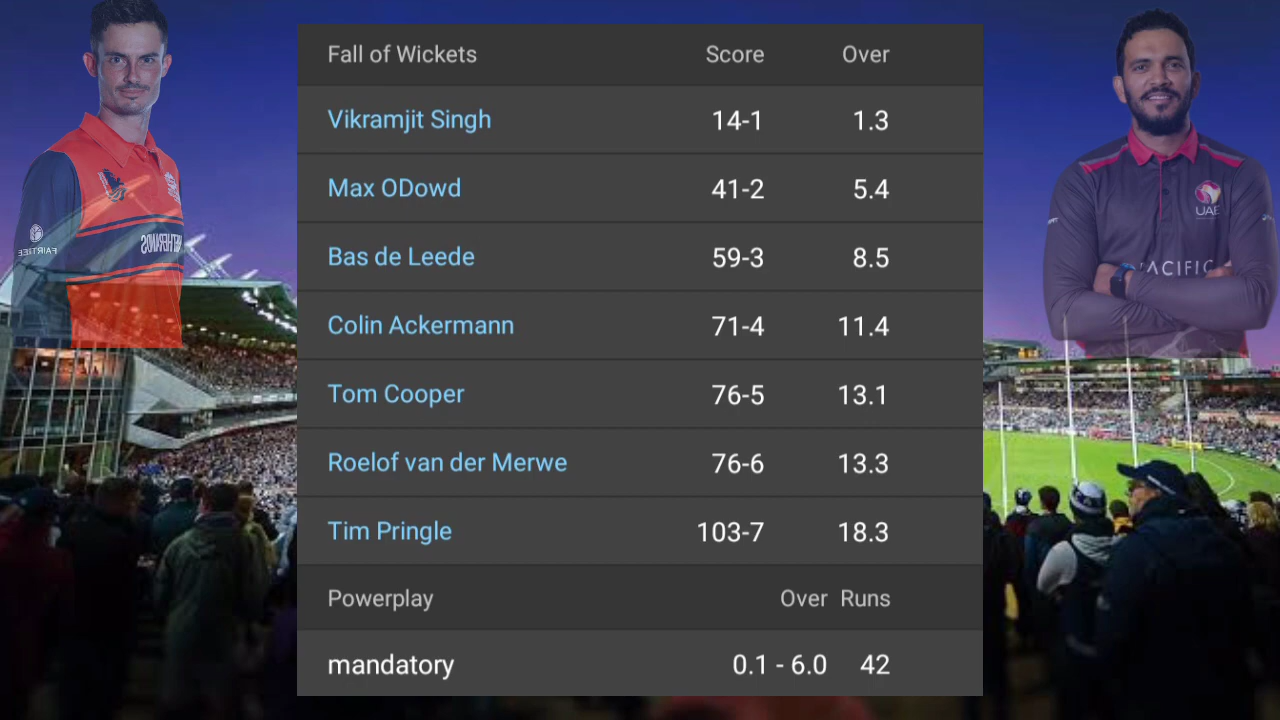 Fall of Wickets Score Over
Vikramjit Singh 14-1 1.3
Max ODowd 41-2 5.4
Bas de Leede 59-3 8.5
Colin Ackermann 71-4 11.4
Tom Cooper 76-5 13.1
Roelof van der Merwe 76-6 13.3
Tim Pringle 103-7 18.3
Powerplay Over Runs
mandatory 0.1 - 6.0 42
UAE